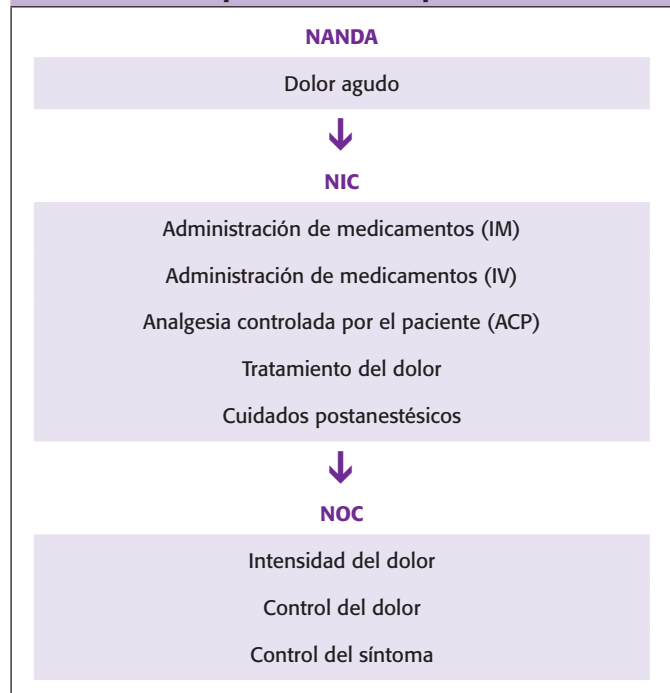 NANDA
Dolor agudo
NIC
Administración de medicamentos (IM)
Administración de medicamentos (IV)
Analgesia controlada por el paciente (ACP)
Tratamiento del dolor
Cuidados postanestésicos
NOC
Intensidad del dolor
Control del dolor
Control del síntoma